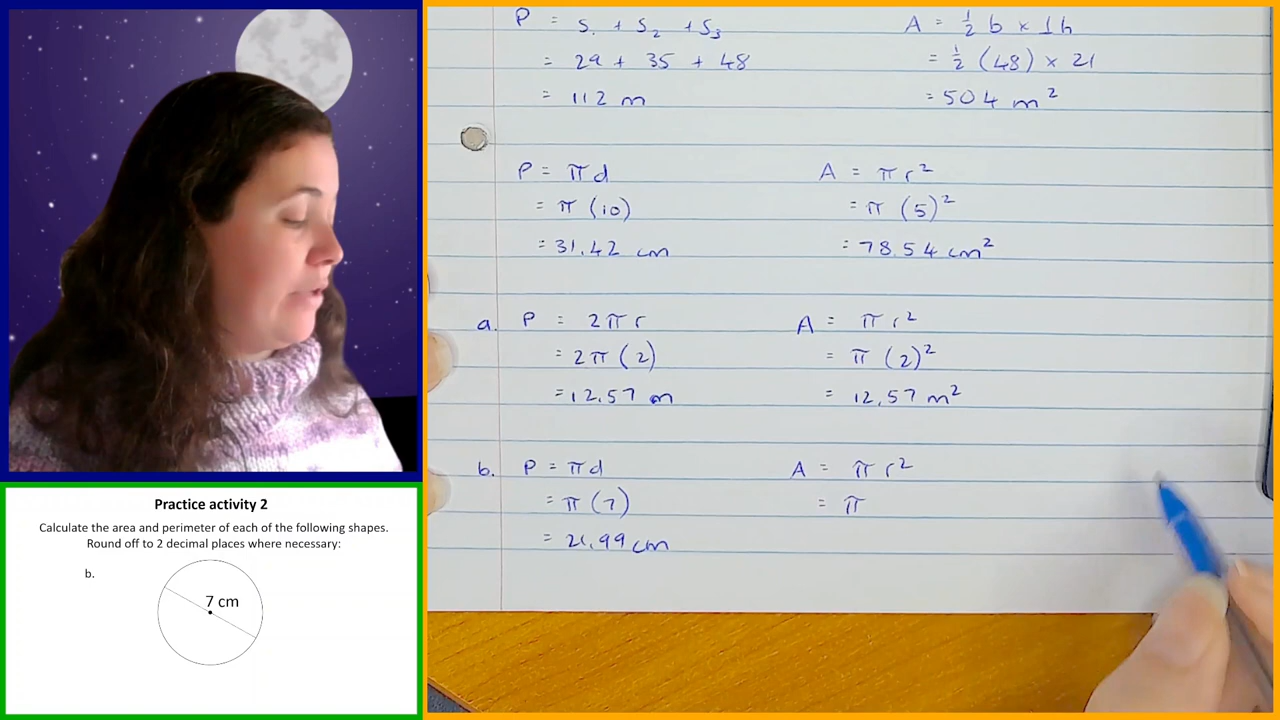 P = S₁ + S₂ + S₃
= 29 + 35 + 48
= 112 m
A = ½ b × ⊥h
= ½ (48) × 21
= 504 m²
P = πd
= π (10)
= 31.42 cm
A = πr²
= π (5)²
= 78.54 cm²
a. P = 2πr
= 2π (2)
= 12,57 m
A = πr²
= π (2)²
= 12,57 m²
b. P = πd
= π (7)
= 21,99 cm
A = πr²
= π
Practice activity 2
Calculate the area and perimeter of each of the following shapes.
Round off to 2 decimal places where necessary:
b.
7 cm